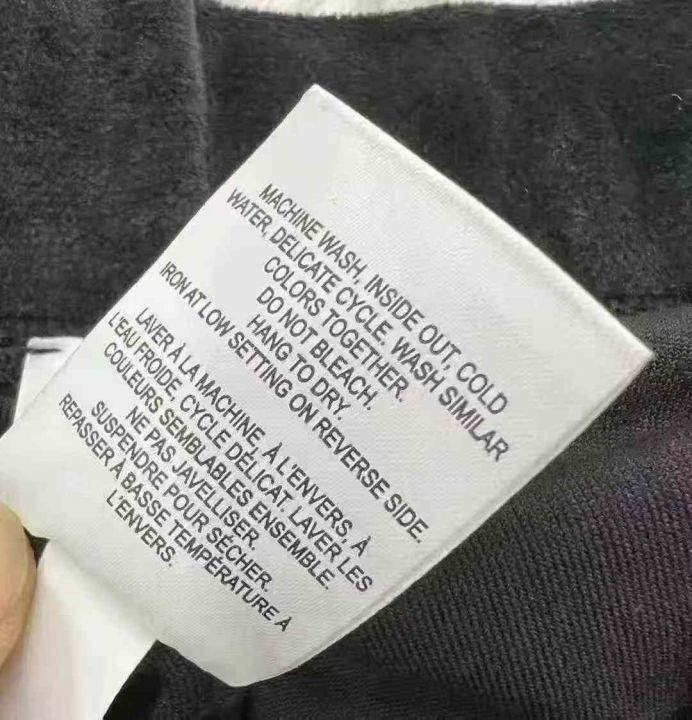 MACHINE WASH, INSIDE OUT, COLD
WATER, DELICATE CYCLE, WASH SIMILAR
COLORS TOGETHER.
DO NOT BLEACH.
HANG TO DRY
IRON AT LOW SETTING ON REVERSE SIDE.
LAVER À LA MACHINE, À L'ENVERS, À
L'EAU FROIDE, CYCLE DÉLICAT. LAVER LES
COULEURS SEMBLABLES ENSEMBLE.
NE PAS JAVELLISER.
SUSPENDRE POUR SÉCHER.
REPASSER À BASSE TEMPÉRATURE À
L'ENVERS.